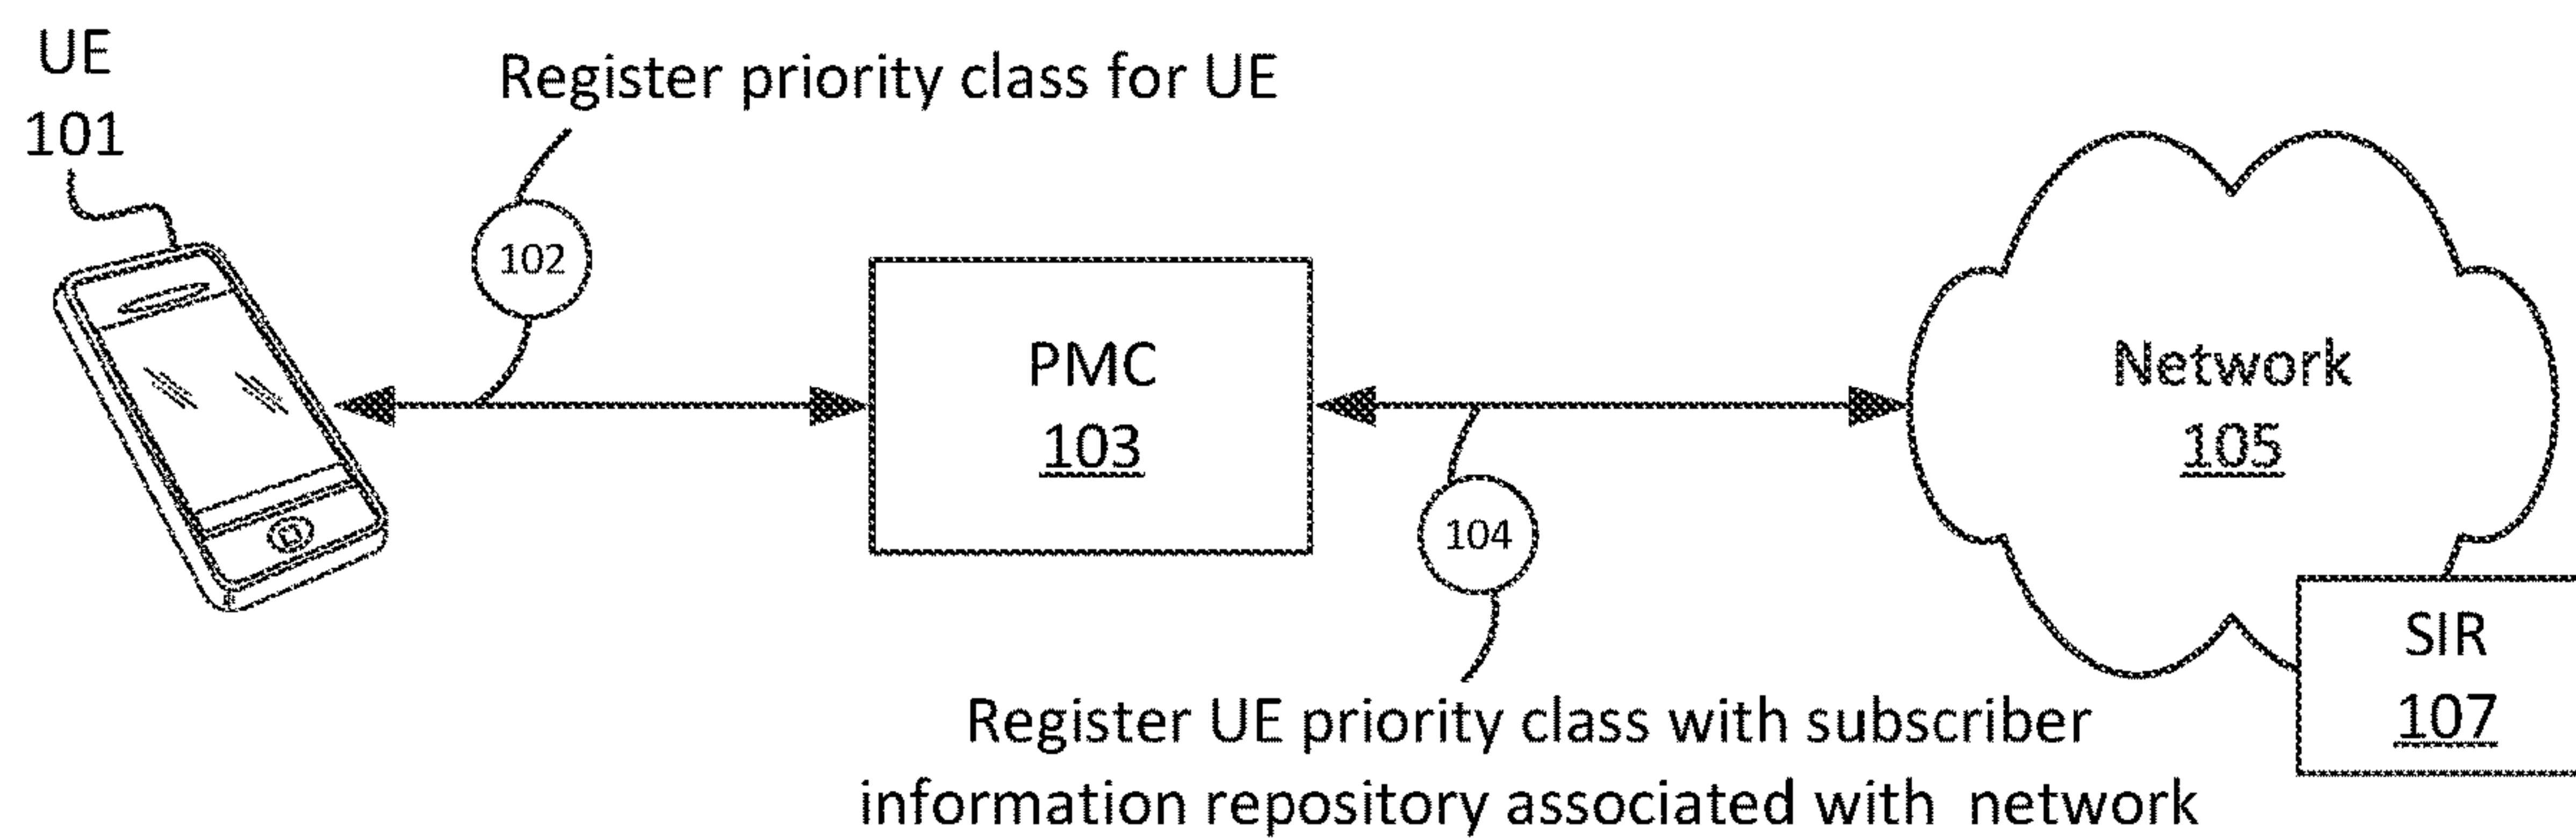 UE
101
Register priority class for UE
102
PMC
103
104
Network
105
SIR
107
Register UE priority class with subscriber
information repository associated with network